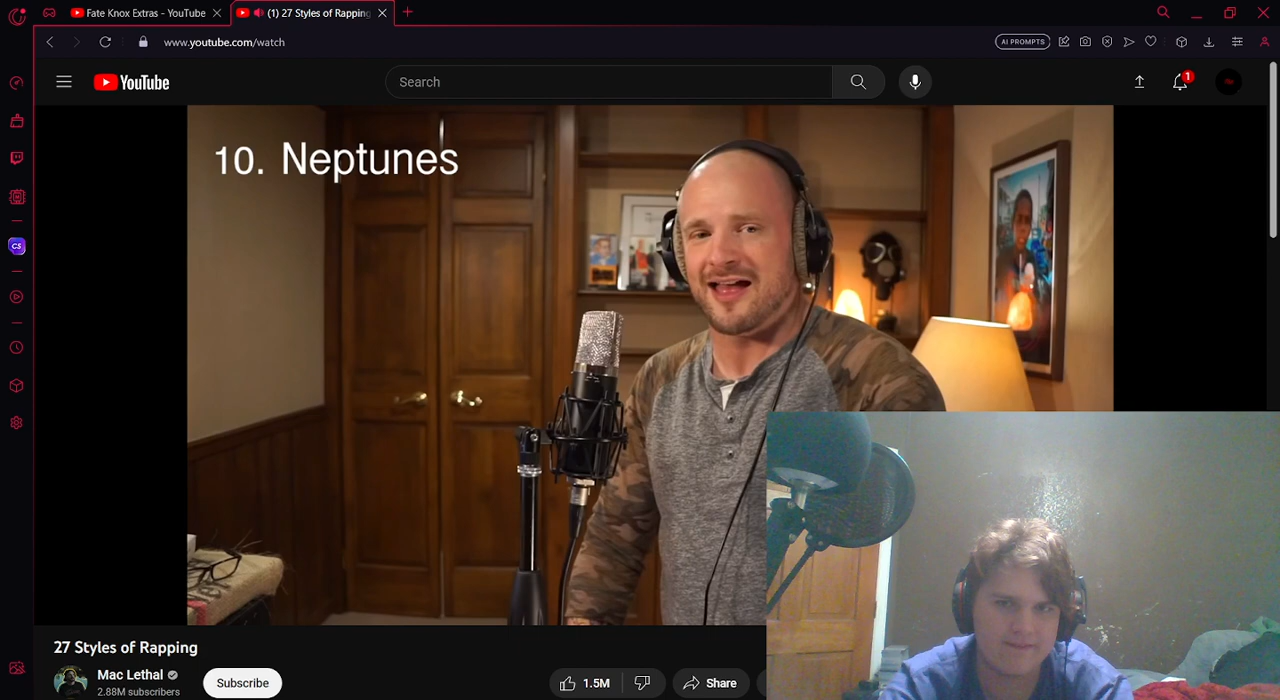 Fate Knox Extras - YouTube
(1) 27 Styles of Rapping
www.youtube.com/watch
AI PROMPTS
YouTube
Search
1
CS
10. Neptunes
27 Styles of Rapping
Mac Lethal
2.88M subscribers
Subscribe
1.5M
Share